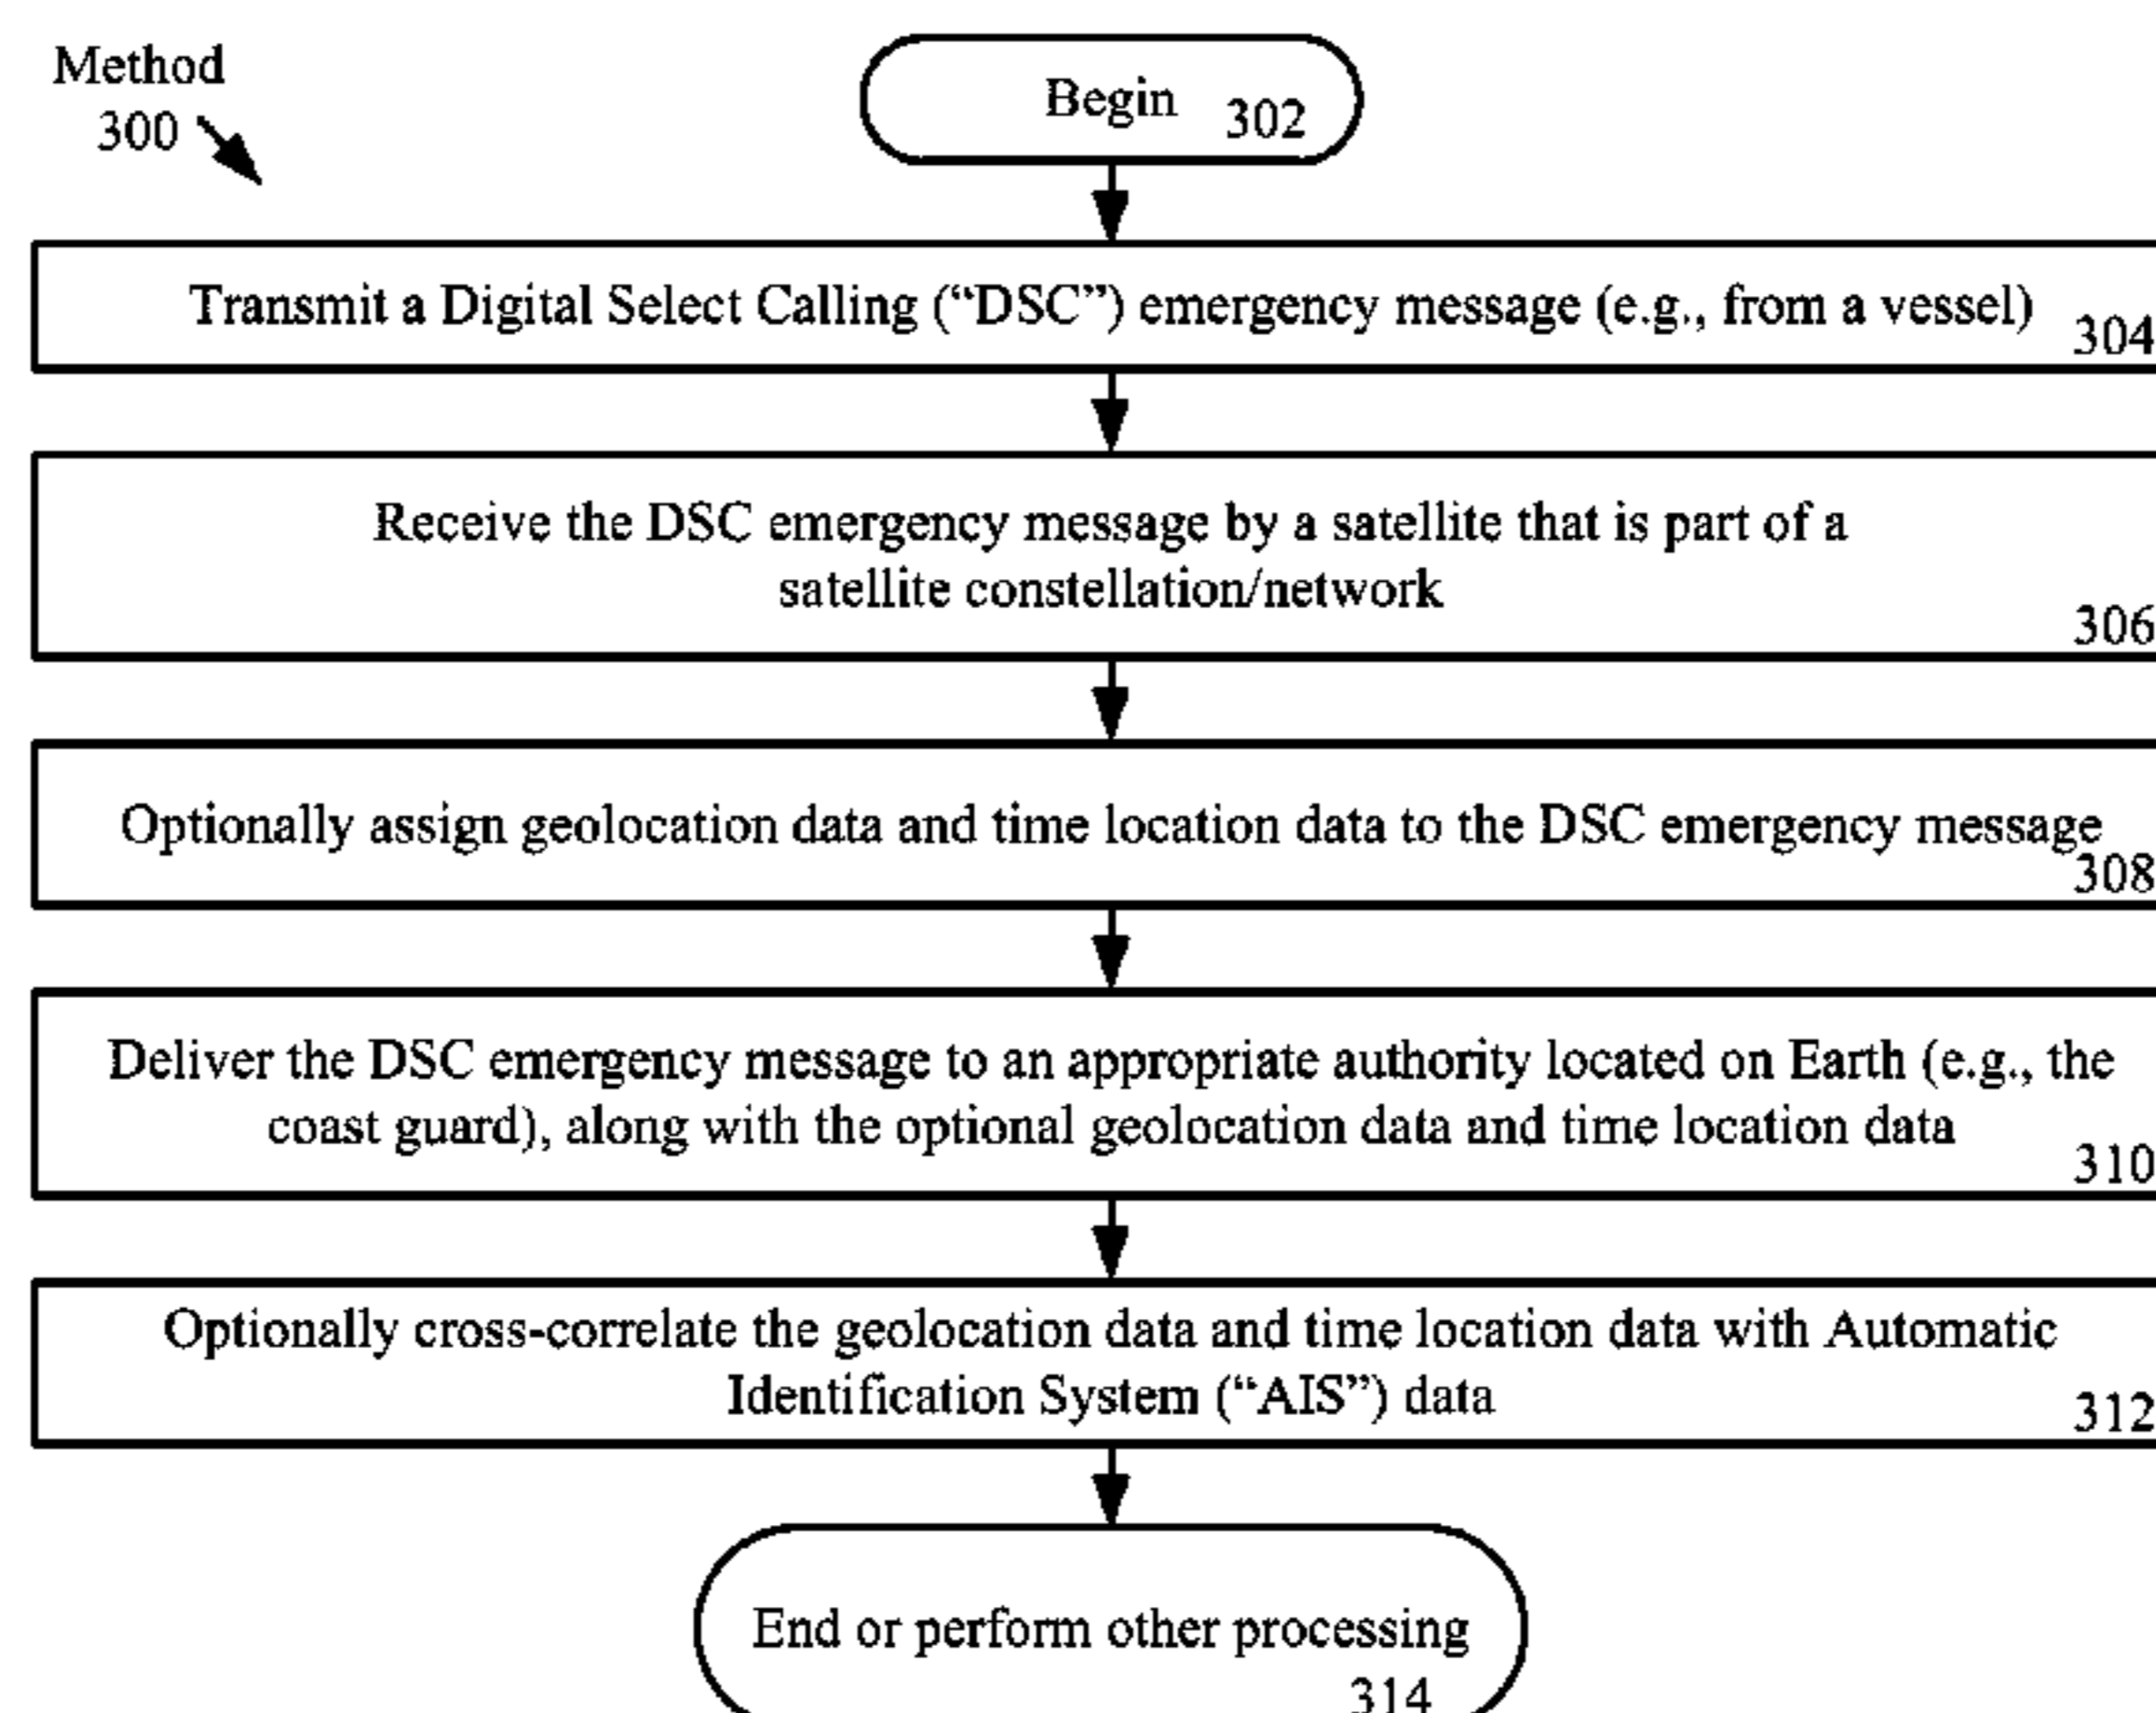 Method
300
Begin 302
Transmit a Digital Select Calling (“DSC”) emergency message (e.g., from a vessel)
304
Receive the DSC emergency message by a satellite that is part of a
satellite constellation/network
306
Optionally assign geolocation data and time location data to the DSC emergency message
308
Deliver the DSC emergency message to an appropriate authority located on Earth (e.g., the
coast guard), along with the optional geolocation data and time location data
310
Optionally cross-correlate the geolocation data and time location data with Automatic
Identification System (“AIS”) data
312
End or perform other processing
314